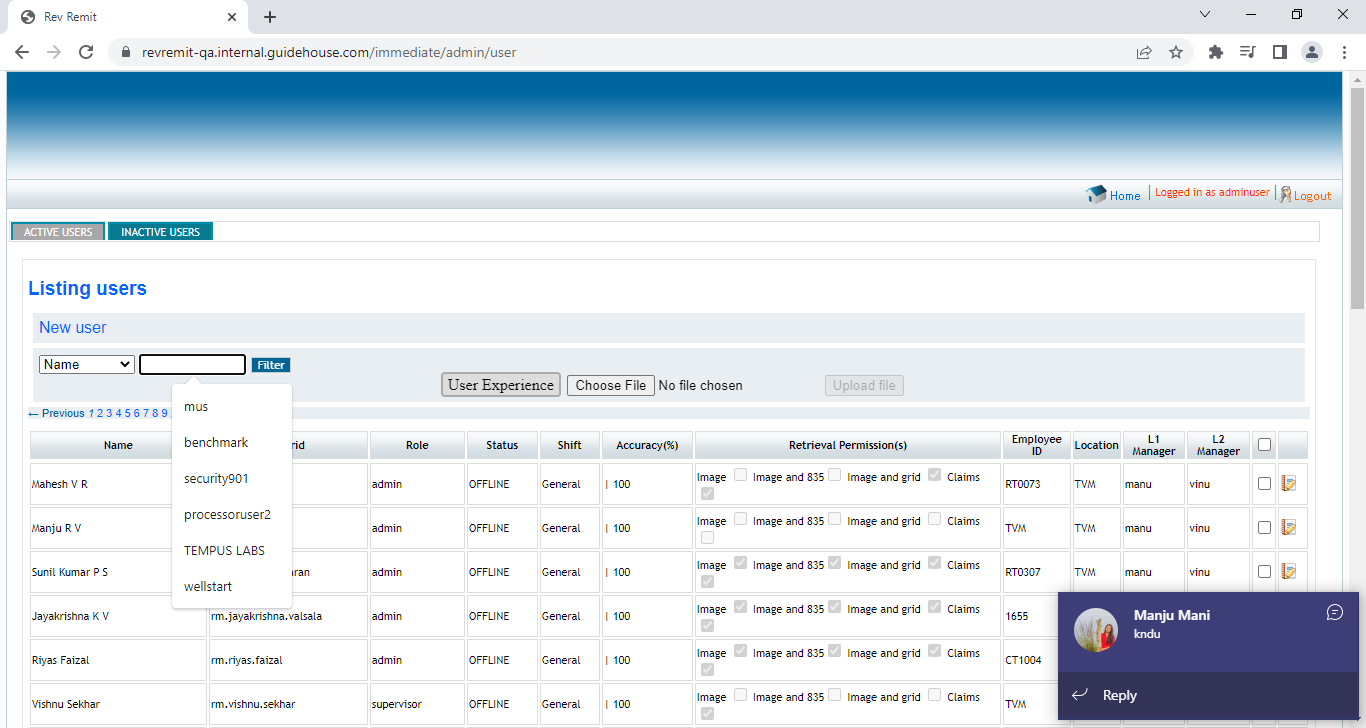 Rev Remit
revremit-qa.internal.guidehouse.com/immediate/admin/user
Home | Logged in as adminuser | Logout
ACTIVE USERS INACTIVE USERS
Listing users
New user
Name Filter
User Experience Choose File No file chosen Upload file
mus
benchmark
security901
processoruser2
TEMPUS LABS
wellstart
← Previous 1 2 3 4 5 6 7 8 9
Name rid Role Status Shift Accuracy(%) Retrieval Permission(s) Employee ID Location L1 Manager L2 Manager
Mahesh V R admin OFFLINE General | 100 Image Image and 835 Image and grid Claims RT0073 TVM manu vinu
Manju R V admin OFFLINE General | 100 Image Image and 835 Image and grid Claims TVM TVM manu vinu
Sunil Kumar P S aran admin OFFLINE General | 100 Image Image and 835 Image and grid Claims RT0307 TVM manu vinu
Jayakrishna K V rm.jayakrishna.valsala admin OFFLINE General | 100 Image Image and 835 Image and grid Claims 1655
Riyas Faizal rm.riyas.faizal admin OFFLINE General | 100 Image Image and 835 Image and grid Claims CT1004
Vishnu Sekhar rm.vishnu.sekhar supervisor OFFLINE General | 100 Image Image and 835 Image and grid Claims TVM
Manju Mani
kndu
Reply